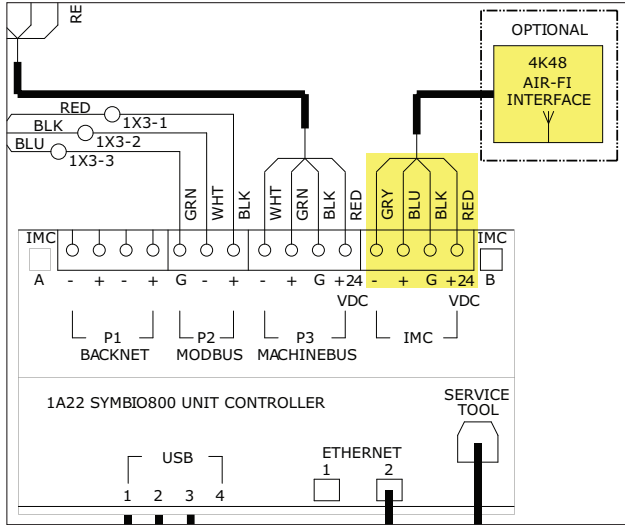 RE
OPTIONAL
4K48
AIR-FI
INTERFACE
RED
1X3-1
BLK
1X3-2
BLU
1X3-3
GRN WHT BLK WHT GRN BLK RED GRY BLU BLK RED
IMC IMC
A - + - + G - + - + G +24 - + G +24 B
VDC VDC
P1 P2 P3 IMC
BACKNET MODBUS MACHINEBUS
1A22 SYMBIO800 UNIT CONTROLLER
SERVICE
TOOL
USB
ETHERNET
1 2
1 2 3 4